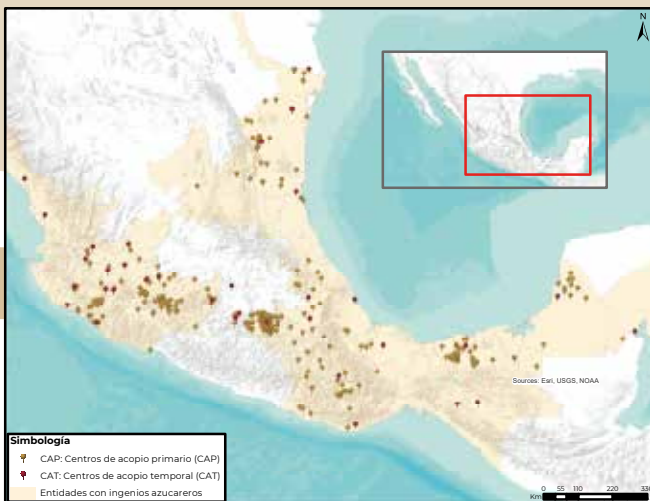 N
Sources: Esri, USGS, NOAA
Simbología
CAP: Centros de acopio primario (CAP)
CAT: Centros de acopio temporal (CAT)
Entidades con ingenios azucareros
0 55 110 220 330
Km